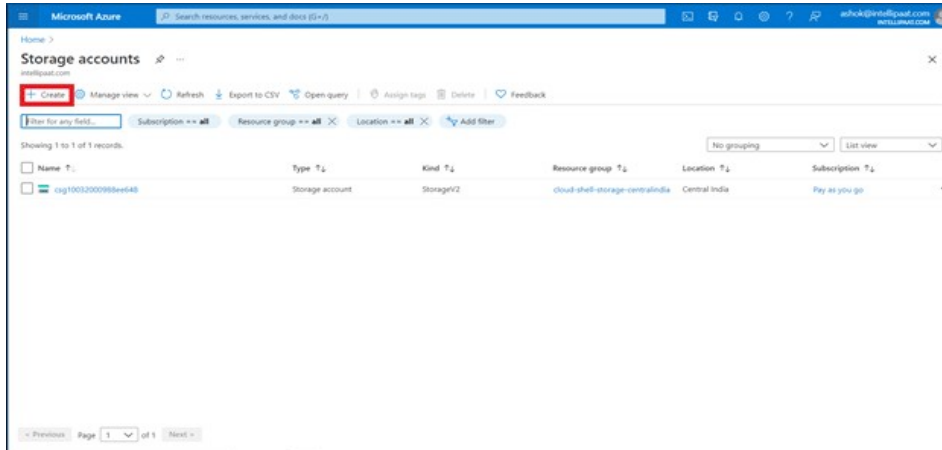 Microsoft Azure
Search resources, services, and docs (G+/)
ashok@intellipaat.com
INTELLIPAAT.COM
Home >
Storage accounts
intellipaat.com
+ Create
Manage view
Refresh
Export to CSV
Open query
Assign tags
Delete
Feedback
Filter for any field...
Subscription == all
Resource group == all
Location == all
Add filter
Showing 1 to 1 of 1 records.
No grouping
List view
Name
Type
Kind
Resource group
Location
Subscription
csg10032000988ee648
Storage account
StorageV2
cloud-shell-storage-centralindia
Central India
Pay as you go
< Previous
Page 1 of 1
Next >